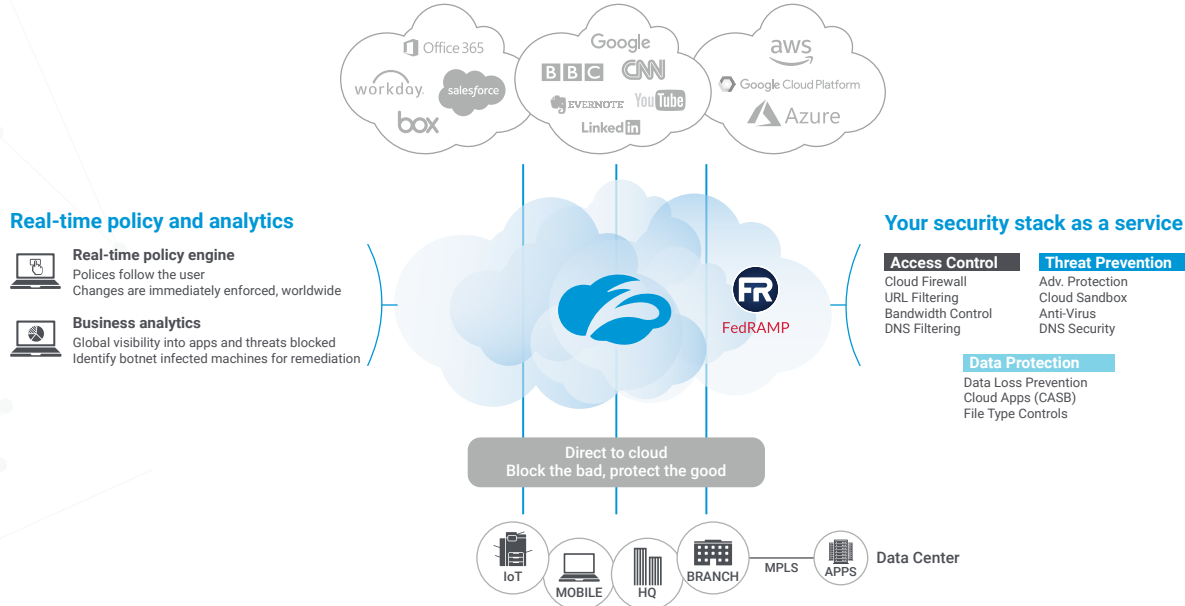 Office 365
workday.
salesforce
box
Google
BBC
CNN
EVERNOTE
YouTube
Linked in
aws
Google Cloud Platform
Azure
Real-time policy and analytics
Real-time policy engine
Polices follow the user
Changes are immediately enforced, worldwide
Business analytics
Global visibility into apps and threats blocked
Identify botnet infected machines for remediation
FR
FedRAMP
Your security stack as a service
Access Control
Cloud Firewall
URL Filtering
Bandwidth Control
DNS Filtering
Threat Prevention
Adv. Protection
Cloud Sandbox
Anti-Virus
DNS Security
Data Protection
Data Loss Prevention
Cloud Apps (CASB)
File Type Controls
Direct to cloud
Block the bad, protect the good
IoT
MOBILE
HQ
BRANCH
MPLS
APPS
Data Center